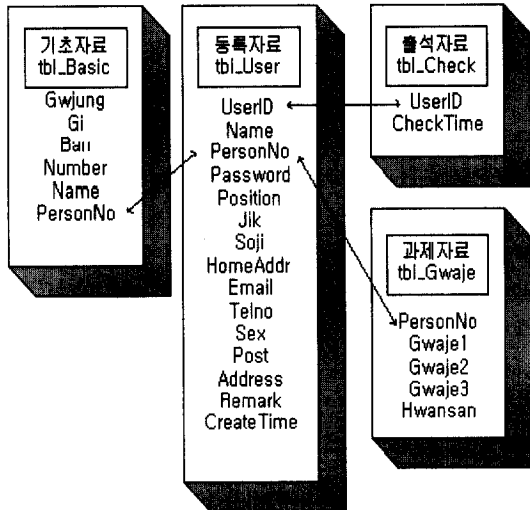 기초자료
tbl_Basic
Gwjung
Gi
Ban
Number
Name
PersonNo
등록자료
tbl_User
UserID
Name
PersonNo
Password
Position
Jik
Soji
HomeAddr
Email
Telno
Sex
Post
Address
Remark
CreateTime
출석자료
tbl_Check
UserID
CheckTime
과제자료
tbl_Gwaje
PersonNo
Gwaje1
Gwaje2
Gwaje3
Hwansan